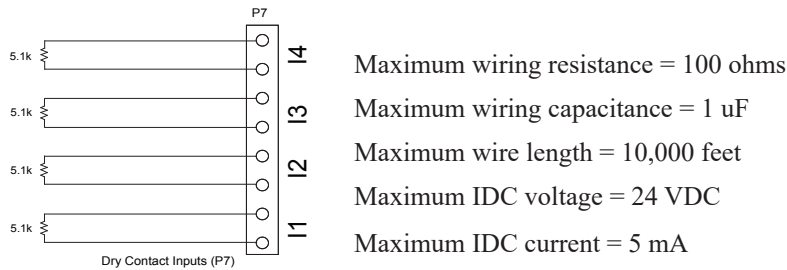 P7
5.1k
I4
5.1k
I3
5.1k
I2
5.1k
I1
Dry Contact Inputs (P7)
Maximum wiring resistance = 100 ohms
Maximum wiring capacitance = 1 uF
Maximum wire length = 10,000 feet
Maximum IDC voltage = 24 VDC
Maximum IDC current = 5 mA